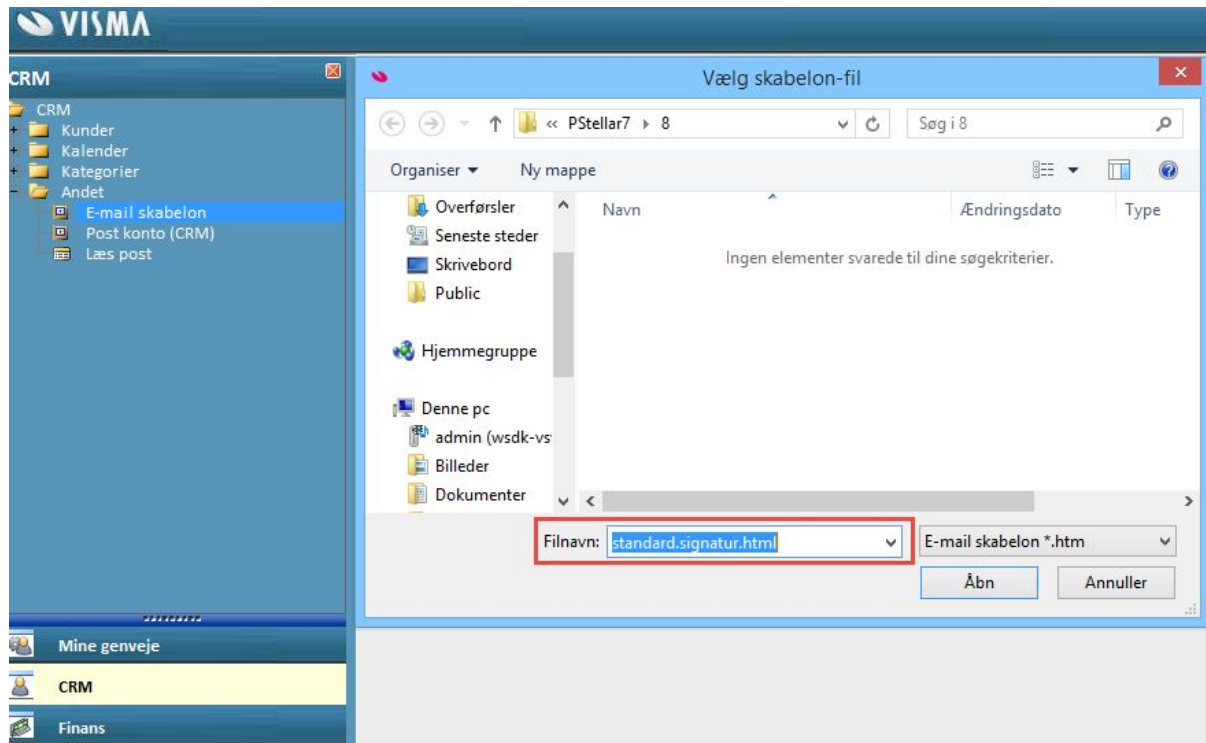 VISMA
CRM
CRM
Kunder
Kalender
Kategorier
Andet
E-mail skabelon
Post konto (CRM)
Læs post
Mine genveje
CRM
Finans
Vælg skabelon-fil
« PStellar7 ▸ 8
Søg i 8
Organiser
Ny mappe
Overførsler
Seneste steder
Skrivebord
Public
Hjemmegruppe
Denne pc
admin (wsdk-vs
Billeder
Dokumenter
Navn Ændringsdato Type
Ingen elementer svarede til dine søgekriterier.
Filnavn: standard.signatur.html E-mail skabelon *.htm
Åbn Annuller